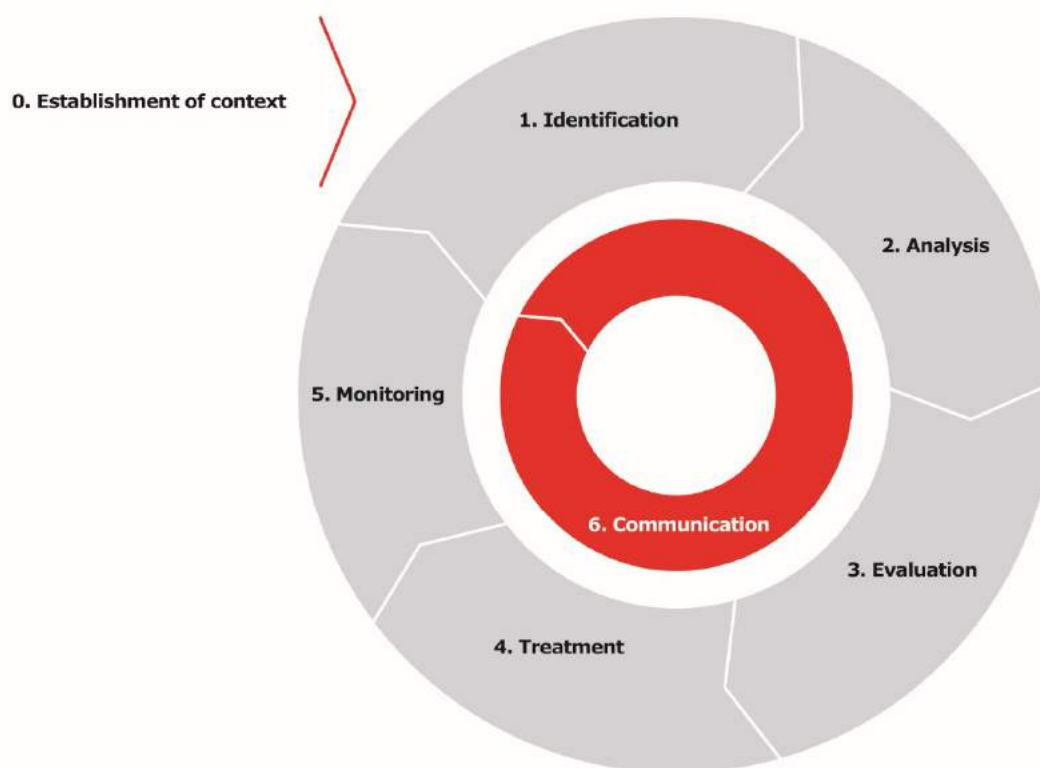 0. Establishment of context
1. Identification
2. Analysis
3. Evaluation
4. Treatment
5. Monitoring
6. Communication